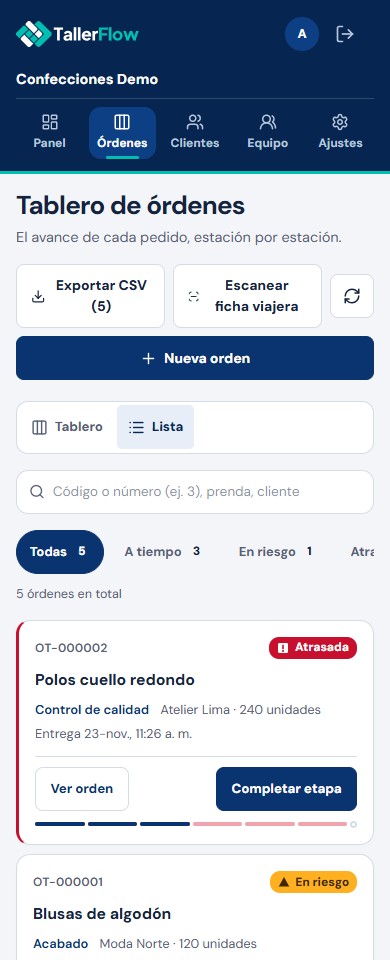 TallerFlow
A
Confecciones Demo
Panel
Órdenes
Clientes
Equipo
Ajustes
Tablero de órdenes
El avance de cada pedido, estación por estación.
Exportar CSV
(5)
Escanear
ficha viajera
Nueva orden
Tablero
Lista
Código o número (ej. 3), prenda, cliente
Todas 5
A tiempo 3
En riesgo 1
Atra
5 órdenes en total
OT-000002
Atrasada
Polos cuello redondo
Control de calidad Atelier Lima · 240 unidades
Entrega 23-nov., 11:26 a. m.
Ver orden
Completar etapa
OT-000001
En riesgo
Blusas de algodón
Acabado Moda Norte · 120 unidades